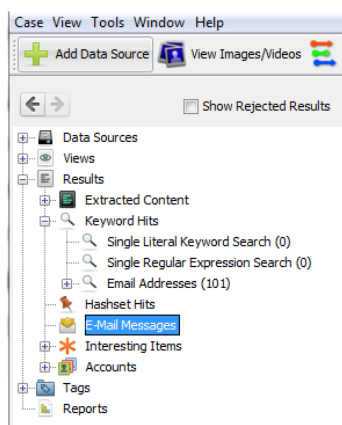 Case View Tools Window Help
Add Data Source View Images/Videos
Show Rejected Results
Data Sources
Views
Results
Extracted Content
Keyword Hits
Single Literal Keyword Search (0)
Single Regular Expression Search (0)
Email Addresses (101)
Hashset Hits
E-Mail Messages
Interesting Items
Accounts
Tags
Reports